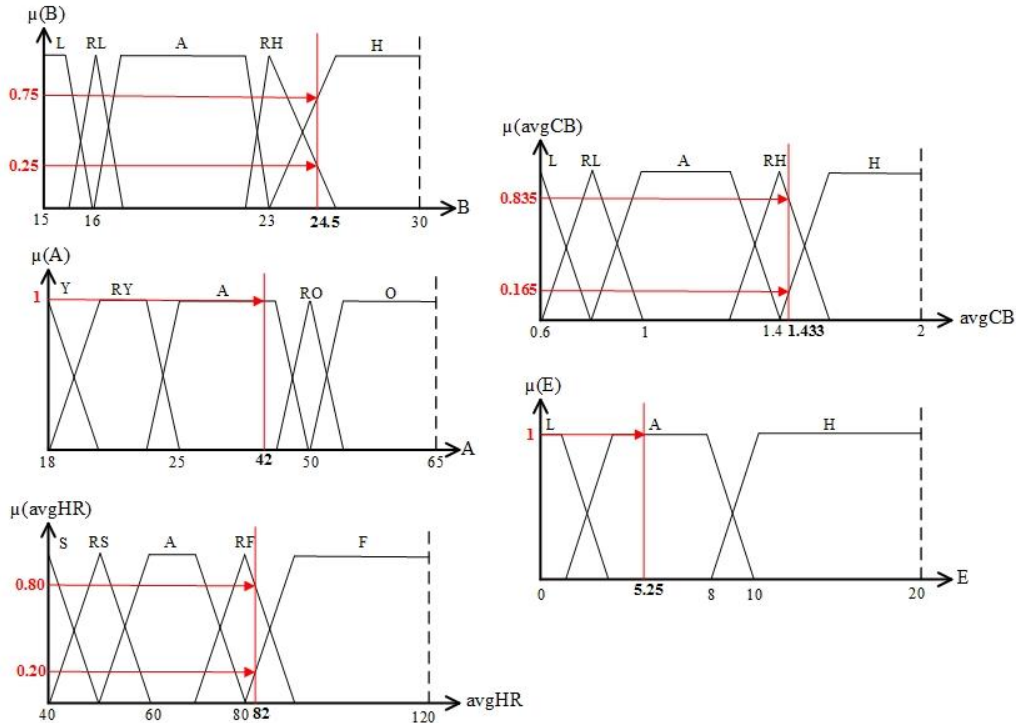 μ(B)
L RL A RH H
0.75
0.25
15 16 23 24.5 30
B
μ(A)
Y RY A RO O
1
18 25 42 50 65
A
μ(avgHR)
S RS A RF F
0.80
0.20
40 60 80 82 120
avgHR
μ(avgCB)
L RL A RH H
0.835
0.165
0.6 1 1.4 1.433 2
avgCB
μ(E)
1
L A H
0 5.25 8 10 20
E